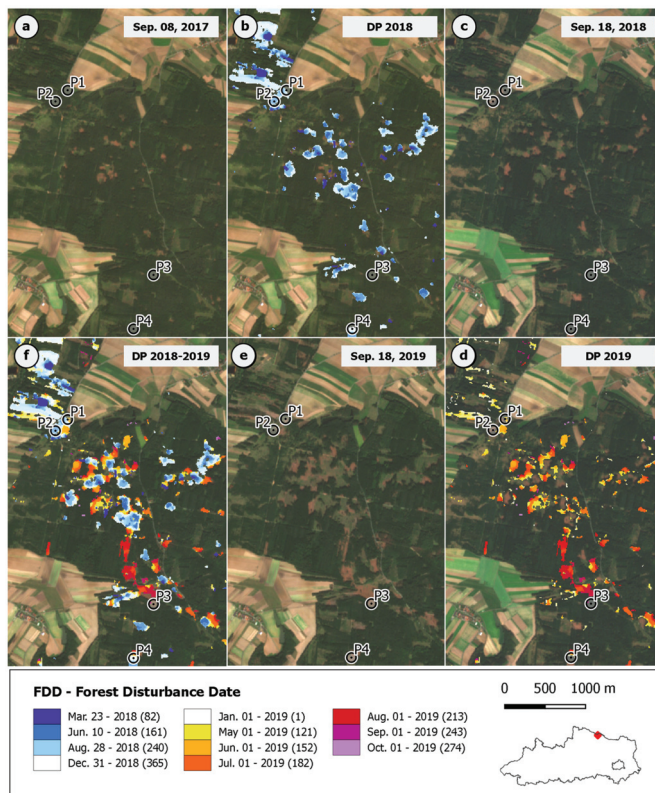 a
Sep. 08, 2017
P1
P2
P3
P4
b
DP 2018
P1
P2
P3
P4
c
Sep. 18, 2018
P1
P2
P3
P4
f
DP 2018-2019
P1
P2
P3
P4
e
Sep. 18, 2019
P1
P2
P3
P4
d
DP 2019
P1
P2
P3
P4
FDD - Forest Disturbance Date
Mar. 23 - 2018 (82)
Jun. 10 - 2018 (161)
Aug. 28 - 2018 (240)
Dec. 31 - 2018 (365)
Jan. 01 - 2019 (1)
May 01 - 2019 (121)
Jun. 01 - 2019 (152)
Jul. 01 - 2019 (182)
Aug. 01 - 2019 (213)
Sep. 01 - 2019 (243)
Oct. 01 - 2019 (274)
0 500 1000 m